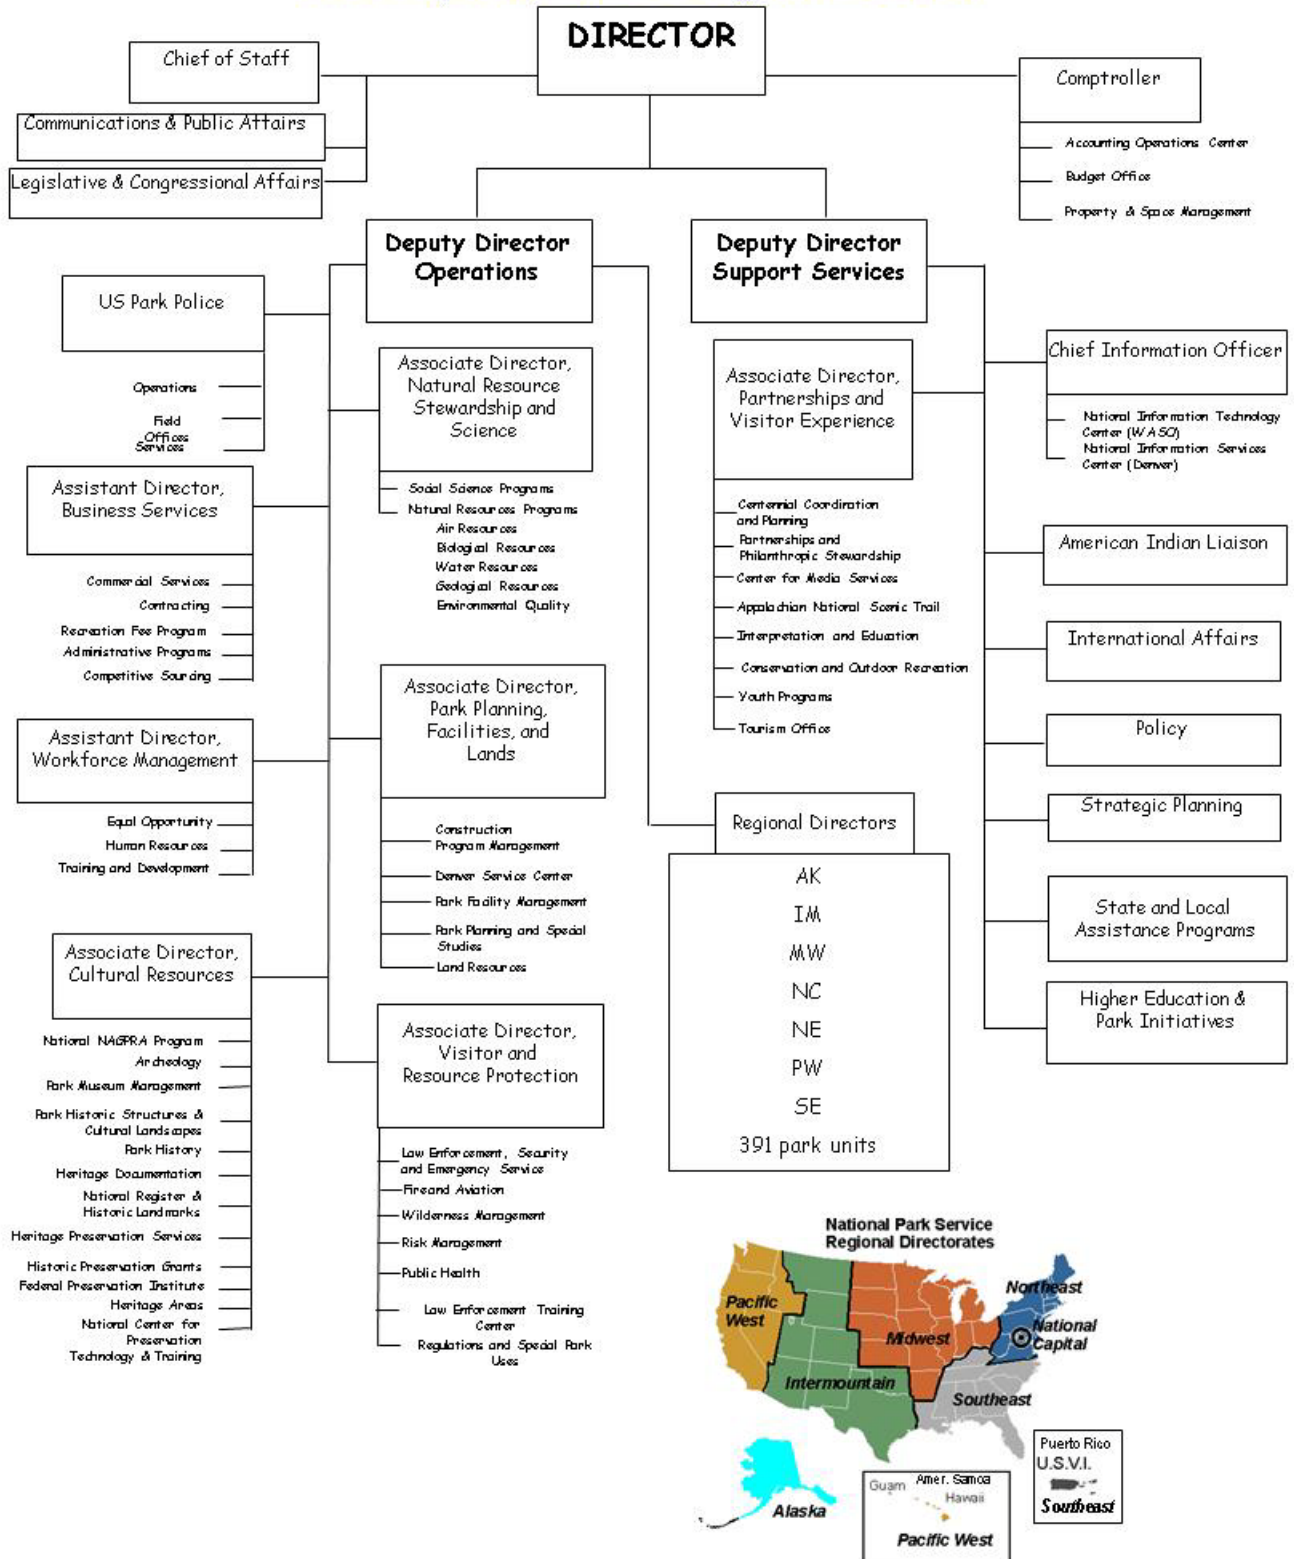 DIRECTOR
Chief of Staff
Communications & Public Affairs
Legislative & Congressional Affairs
Comptroller
Accounting Operations Center
Budget Office
Property & Space Management
Deputy Director
Operations
Deputy Director
Support Services
US Park Police
Operations
Field
Offices
Services
Assistant Director,
Business Services
Commercial Services
Contracting
Recreation Fee Program
Administrative Programs
Competitive Sourcing
Assistant Director,
Workforce Management
Equal Opportunity
Human Resources
Training and Development
Associate Director,
Cultural Resources
National NAGPRA Program
Archeology
Park Museum Management
Park Historic Structures &
Cultural Landscapes
Park History
Heritage Documentation
National Register &
Historic Landmarks
Heritage Preservation Services
Historic Preservation Grants
Federal Preservation Institute
Heritage Areas
National Center for
Preservation
Technology & Training
Associate Director,
Natural Resource
Stewardship and
Science
Social Science Programs
Natural Resources Programs
Air Resources
Biological Resources
Water Resources
Geological Resources
Environmental Quality
Associate Director,
Park Planning,
Facilities, and
Lands
Construction
Program Management
Denver Service Center
Park Facility Management
Park Planning and Special
Studies
Land Resources
Associate Director,
Visitor and
Resource Protection
Law Enforcement, Security
and Emergency Service
Fire and Aviation
Wilderness Management
Risk Management
Public Health
Law Enforcement Training
Center
Regulations and Special Park
Uses
Associate Director,
Partnerships and
Visitor Experience
Centennial Coordination
and Planning
Partnerships and
Philanthropic Stewardship
Center for Media Services
Appalachian National Scenic Trail
Interpretation and Education
Conservation and Outdoor Recreation
Youth Programs
Tourism Office
Regional Directors
AK
IM
MW
NC
NE
PW
SE
391 park units
Chief Information Officer
National Information Technology
Center (WASO)
National Information Services
Center (Denver)
American Indian Liaison
International Affairs
Policy
Strategic Planning
State and Local
Assistance Programs
Higher Education &
Park Initiatives
National Park Service
Regional Directorates
Pacific
West
Midwest
Northeast
National
Capital
Intermountain
Southeast
Alaska
Guam
Amer. Samoa
Hawaii
Pacific West
Puerto Rico
U.S.V.I.
Southeast